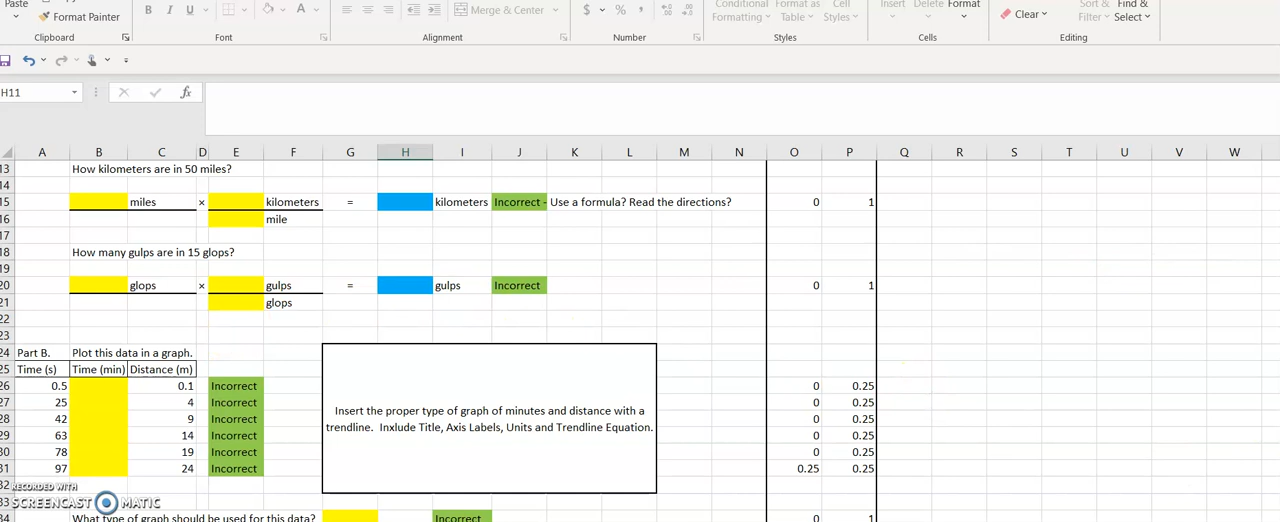 Paste Format Painter B I U A Merge & Center $ % , Conditional Formatting Format As Table Cell Styles Insert Delete Format Clear Sort & Filter Find & Select
Clipboard Font Alignment Number Styles Cells Editing
H11 fx
A B C D E F G H I J K L M N O P Q R S T U V W
13 How kilometers are in 50 miles?
14
15 miles × kilometers = kilometers Incorrect - Use a formula? Read the directions? 0 1
16 mile
17
18 How many gulps are in 15 glops?
19
20 glops × gulps = gulps Incorrect 0 1
21 glops
22
23
24 Part B. Plot this data in a graph.
25 Time (s) Time (min) Distance (m)
26 0.5 0.1 Incorrect 0 0.25
27 25 4 Incorrect 0 0.25
28 42 9 Incorrect 0 0.25
29 63 14 Incorrect 0 0.25
30 78 19 Incorrect 0 0.25
31 97 24 Incorrect 0.25 0.25
Insert the proper type of graph of minutes and distance with a
trendline. Inxlude Title, Axis Labels, Units and Trendline Equation.
32
33
RECORDED WITH
SCREENCAST MATIC
34 What type of graph should be used for this data? Incorrect 0 1